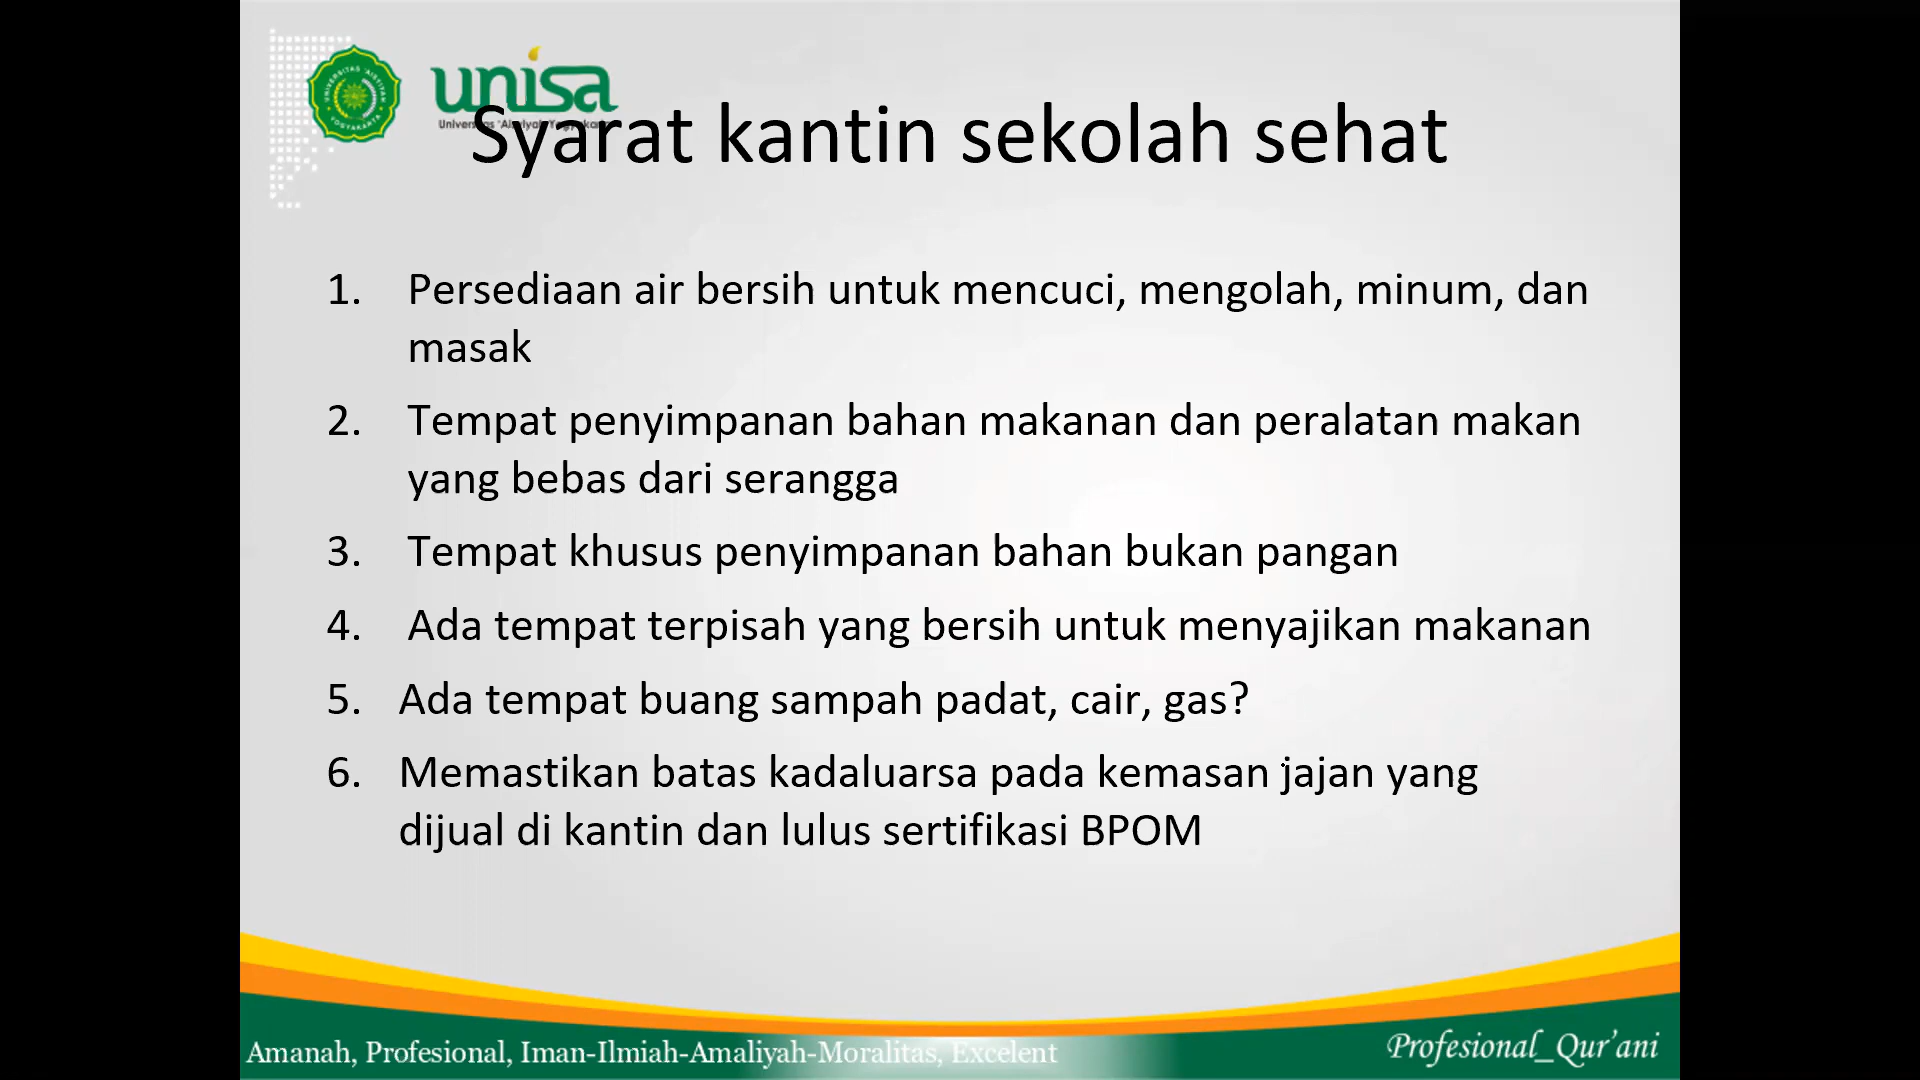 UNIVERSITAS 'AISYIYAH
YOGYAKARTA
unisa
Syarat kantin sekolah sehat
1. Persediaan air bersih untuk mencuci, mengolah, minum, dan
masak
2. Tempat penyimpanan bahan makanan dan peralatan makan
yang bebas dari serangga
3. Tempat khusus penyimpanan bahan bukan pangan
4. Ada tempat terpisah yang bersih untuk menyajikan makanan
5. Ada tempat buang sampah padat, cair, gas?
6. Memastikan batas kadaluarsa pada kemasan jajan yang
dijual di kantin dan lulus sertifikasi BPOM
Amanah, Profesional, Iman-Ilmiah-Amaliyah-Moralitas, Excelent
Profesional_Qur'ani